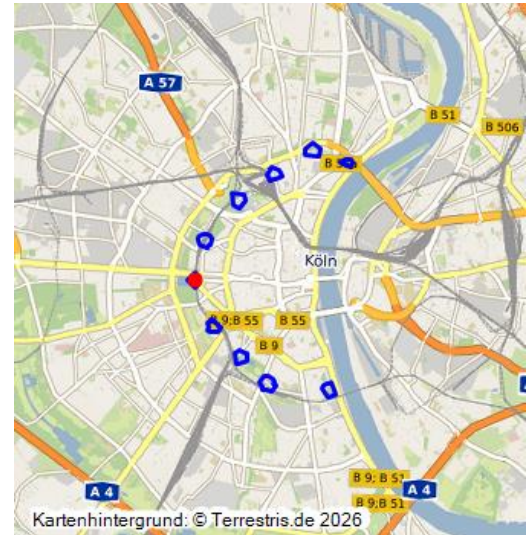 A 57
B 51
B 506
Köln
B 9;B 55
B 55
B 9
B 9; B 51
A 4
A 4
B 9;B 51
Kartenhintergrund: © Terrestris.de 2026